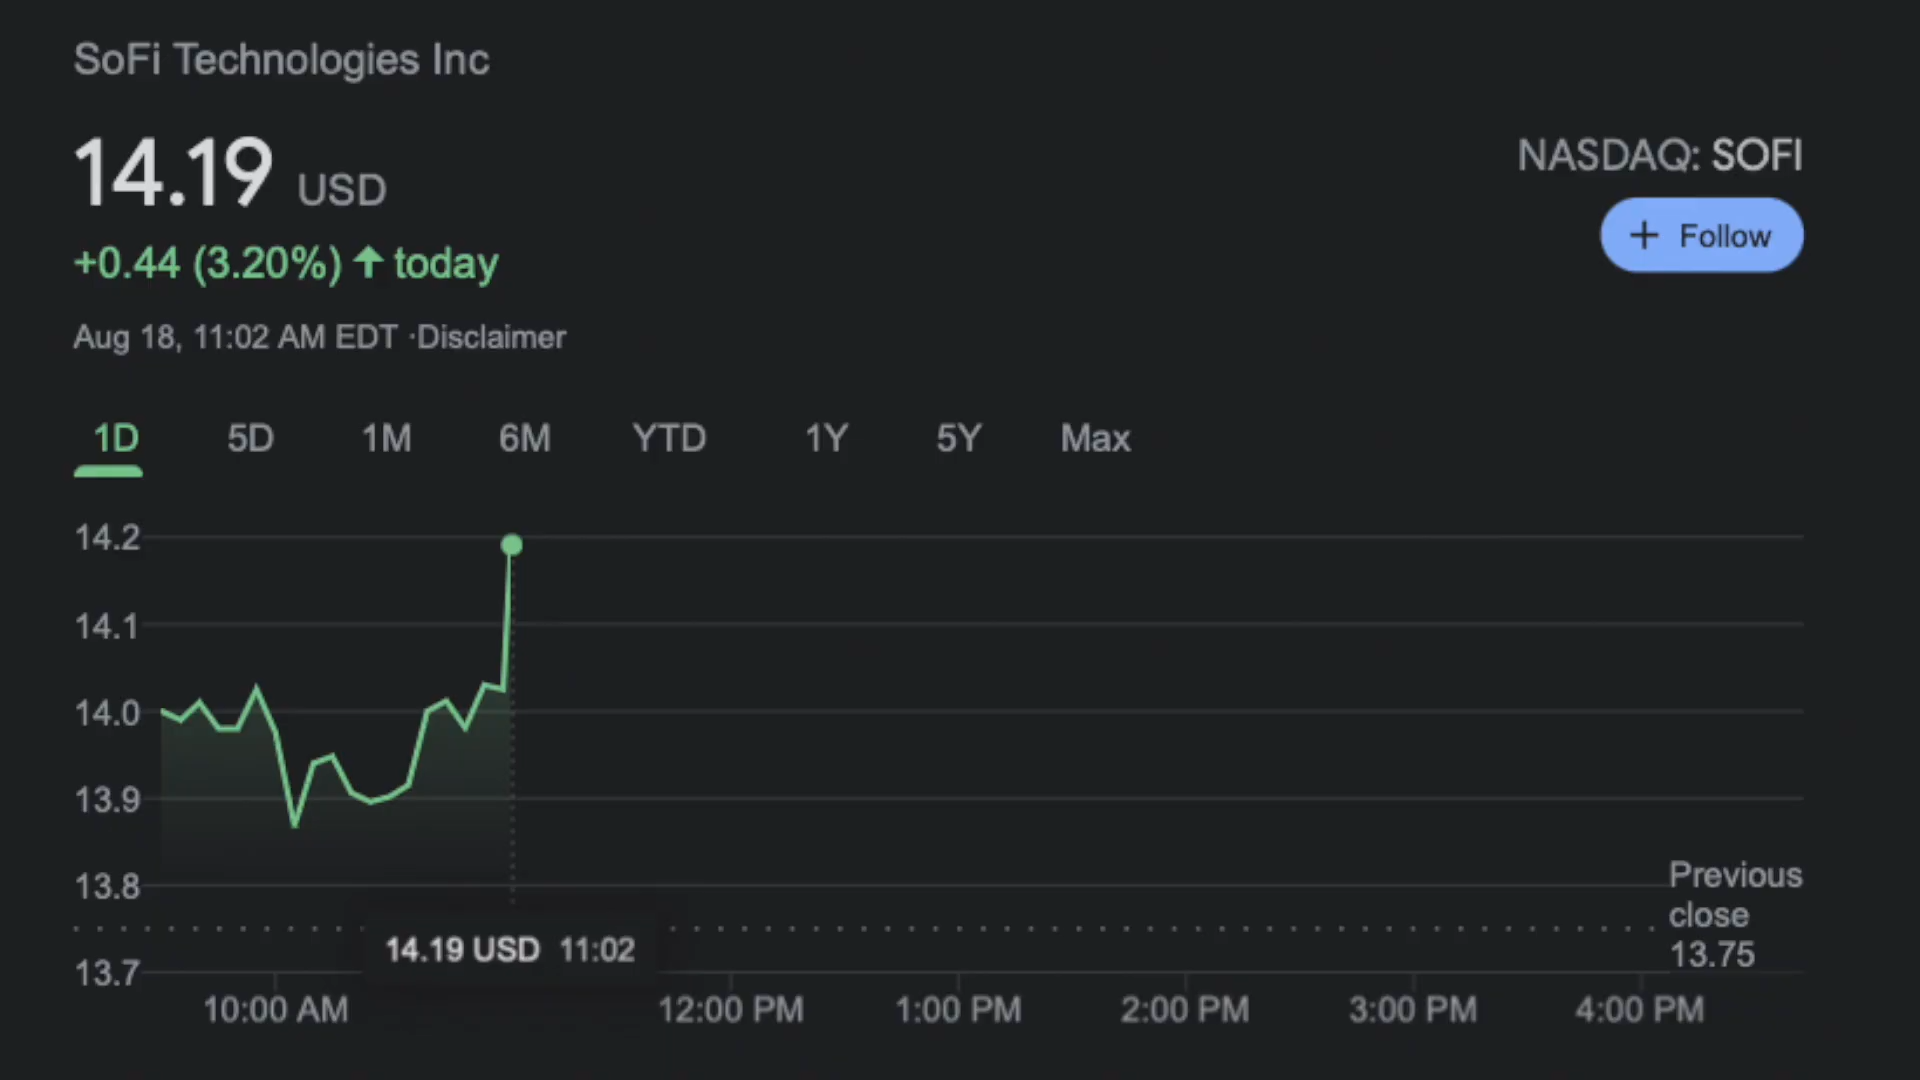 SoFi Technologies Inc
14.19 USD
NASDAQ: SOFI
+ Follow
+0.44 (3.20%) ↑ today
Aug 18, 11:02 AM EDT ·Disclaimer
1D 5D 1M 6M YTD 1Y 5Y Max
14.2
14.1
14.0
13.9
13.8
13.7
Previous
close
13.75
14.19 USD 11:02
10:00 AM 12:00 PM 1:00 PM 2:00 PM 3:00 PM 4:00 PM